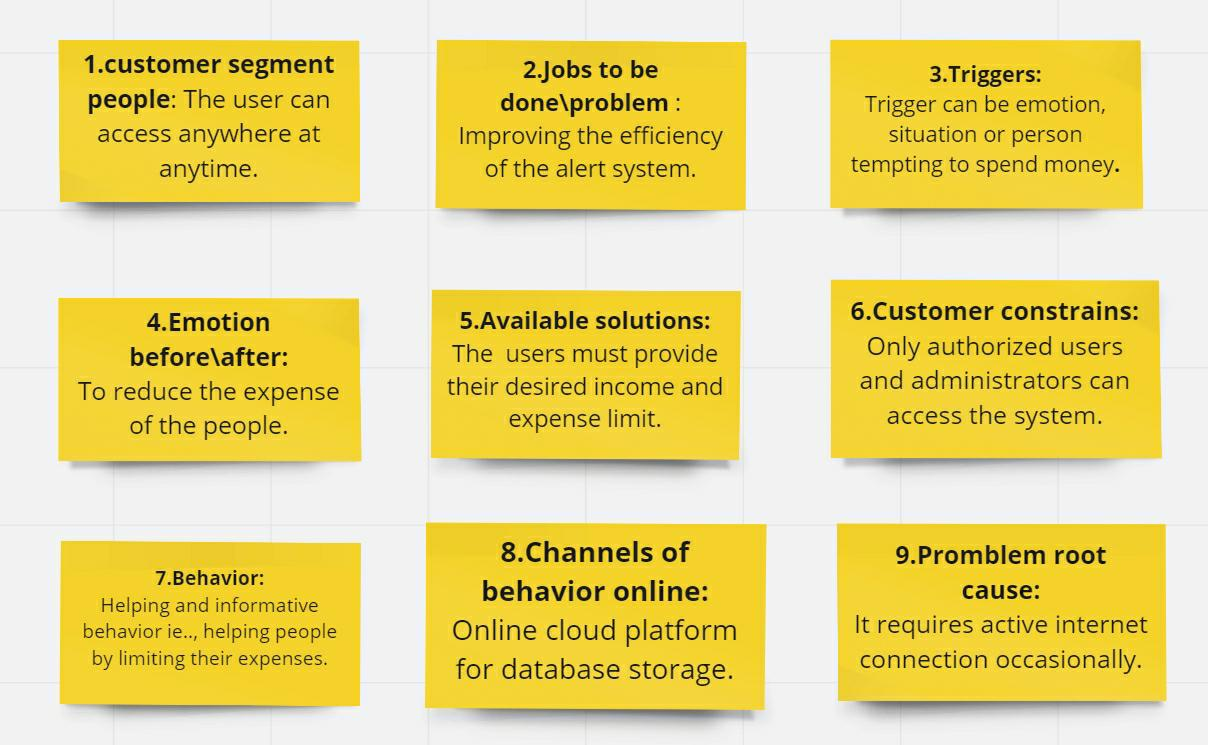 1.customer segment
people: The user can
access anywhere at
anytime.
2.Jobs to be
done\problem :
Improving the efficiency
of the alert system.
3.Triggers:
Trigger can be emotion,
situation or person
tempting to spend money.
4.Emotion
before\after:
To reduce the expense
of the people.
5.Available solutions:
The  users must provide
their desired income and
expense limit.
6.Customer constrains:
Only authorized users
and administrators can
access the system.
7.Behavior:
Helping and informative
behavior ie.., helping people
by limiting their expenses.
8.Channels of
behavior online:
Online cloud platform
for database storage.
9.Promblem root
cause:
It requires active internet
connection occasionally.